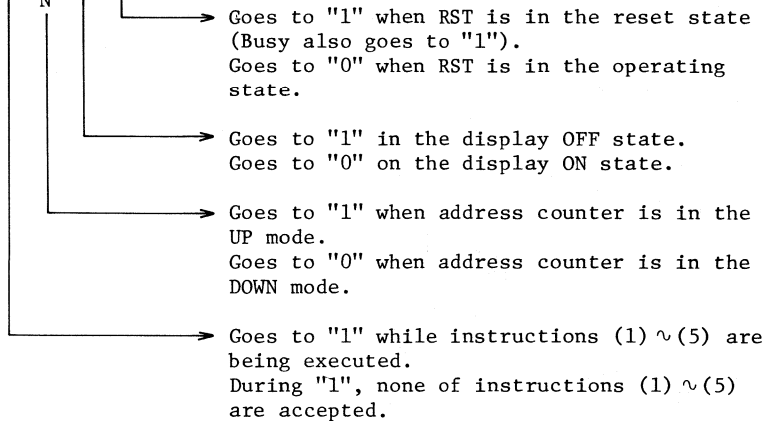 N
Goes to "1" when RST is in the reset state
(Busy also goes to "1").
Goes to "0" when RST is in the operating
state.
Goes to "1" in the display OFF state.
Goes to "0" on the display ON state.
Goes to "1" when address counter is in the
UP mode.
Goes to "0" when address counter is in the
DOWN mode.
Goes to "1" while instructions (1) ∿ (5) are
being executed.
During "1", none of instructions (1) ∿ (5)
are accepted.